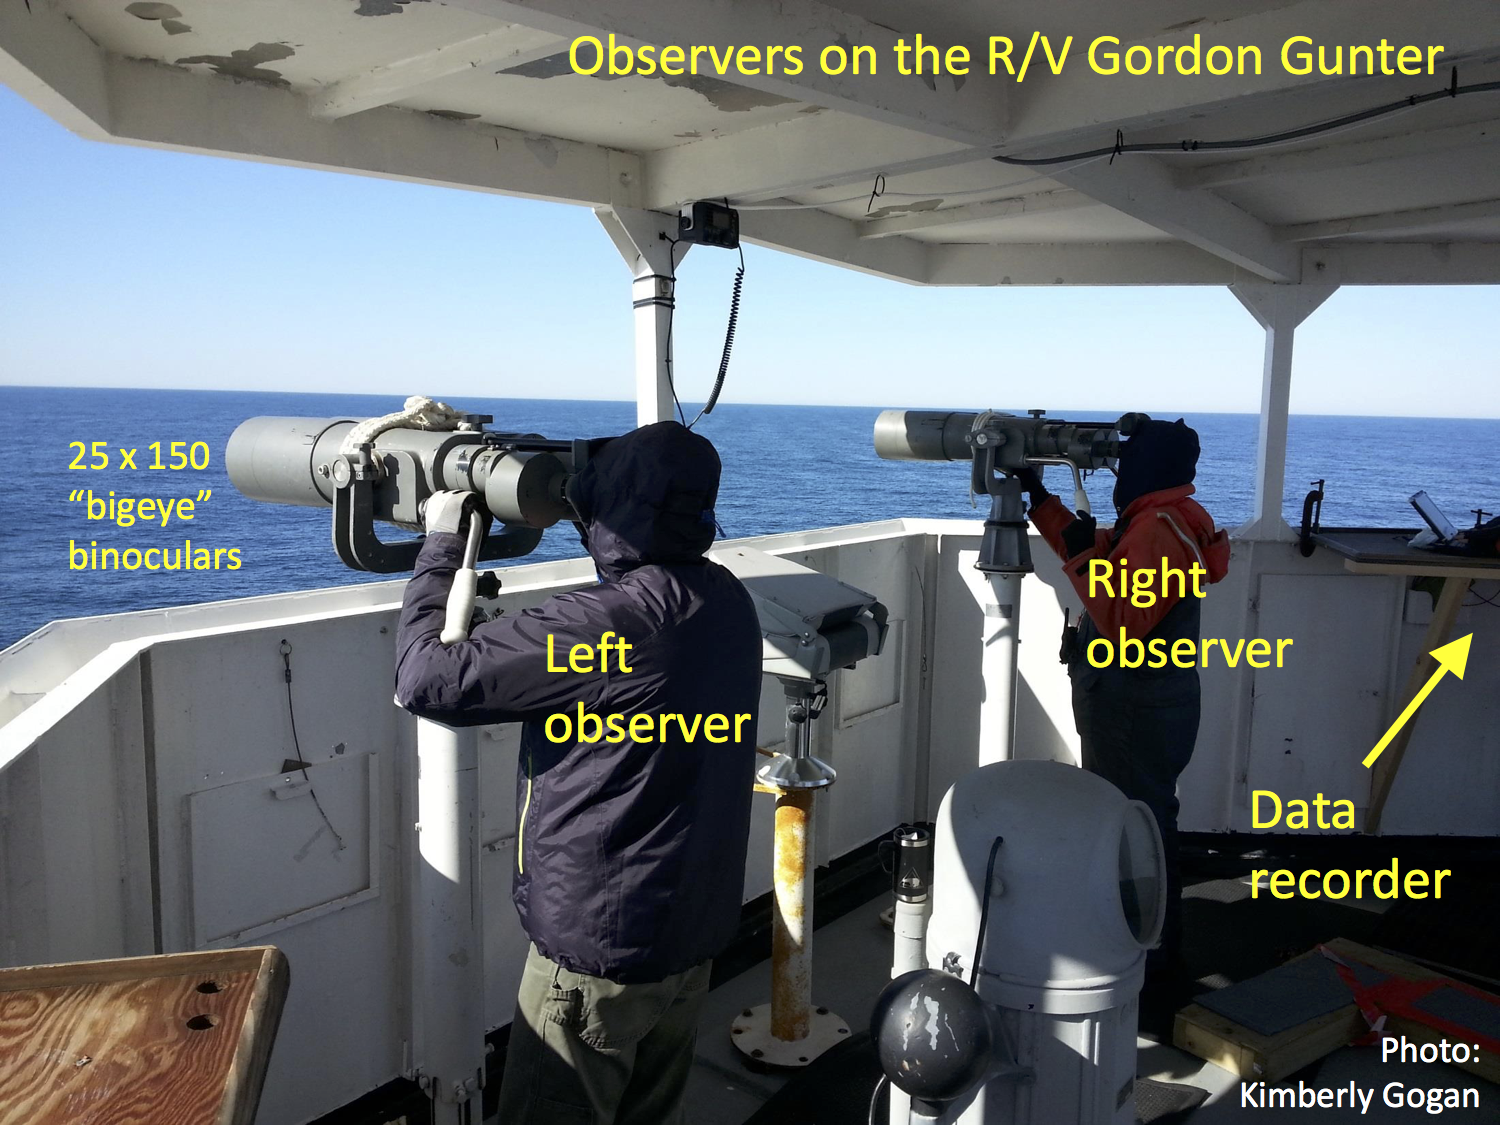 Observers on the R/V Gordon Gunter
25 x 150
“bigeye”
binoculars
Left
observer
Right
observer
Data
recorder
Photo:
Kimberly Gogan